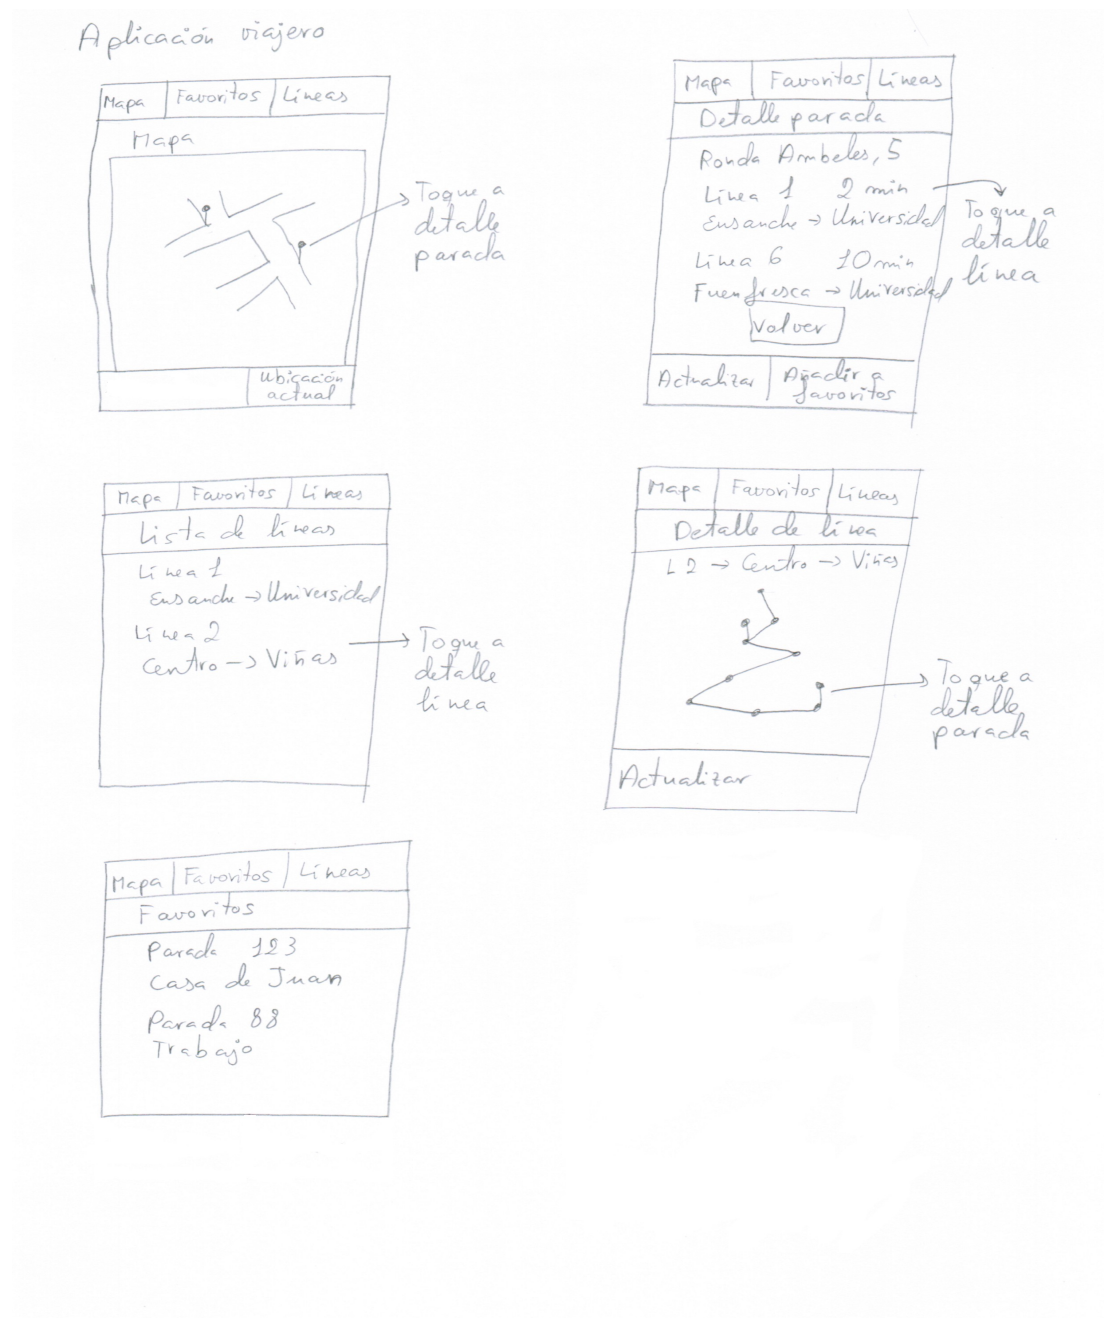 Aplicación viajero
Mapa Favoritos Líneas
Mapa
Ubicación
actual
Toque a
detalle
parada
Mapa Favoritos Líneas
Detalle parada
Ronda Ambeles, 5
Línea 1 2 min
Ensanche → Universidad
Línea 6 10 min
Fuenfresca → Universidad
Volver
Actualizar Añadir a
favoritos
Toque a
detalle
línea
Mapa Favoritos Líneas
Lista de líneas
Línea 1
Ensanche → Universidad
Línea 2
Centro → Viñas
Toque a
detalle
línea
Mapa Favoritos Líneas
Detalle de línea
L2 → Centro → Viñas
Actualizar
Toque a
detalle
parada
Mapa Favoritos Líneas
Favoritos
Parada 123
Casa de Juan
Parada 88
Trabajo